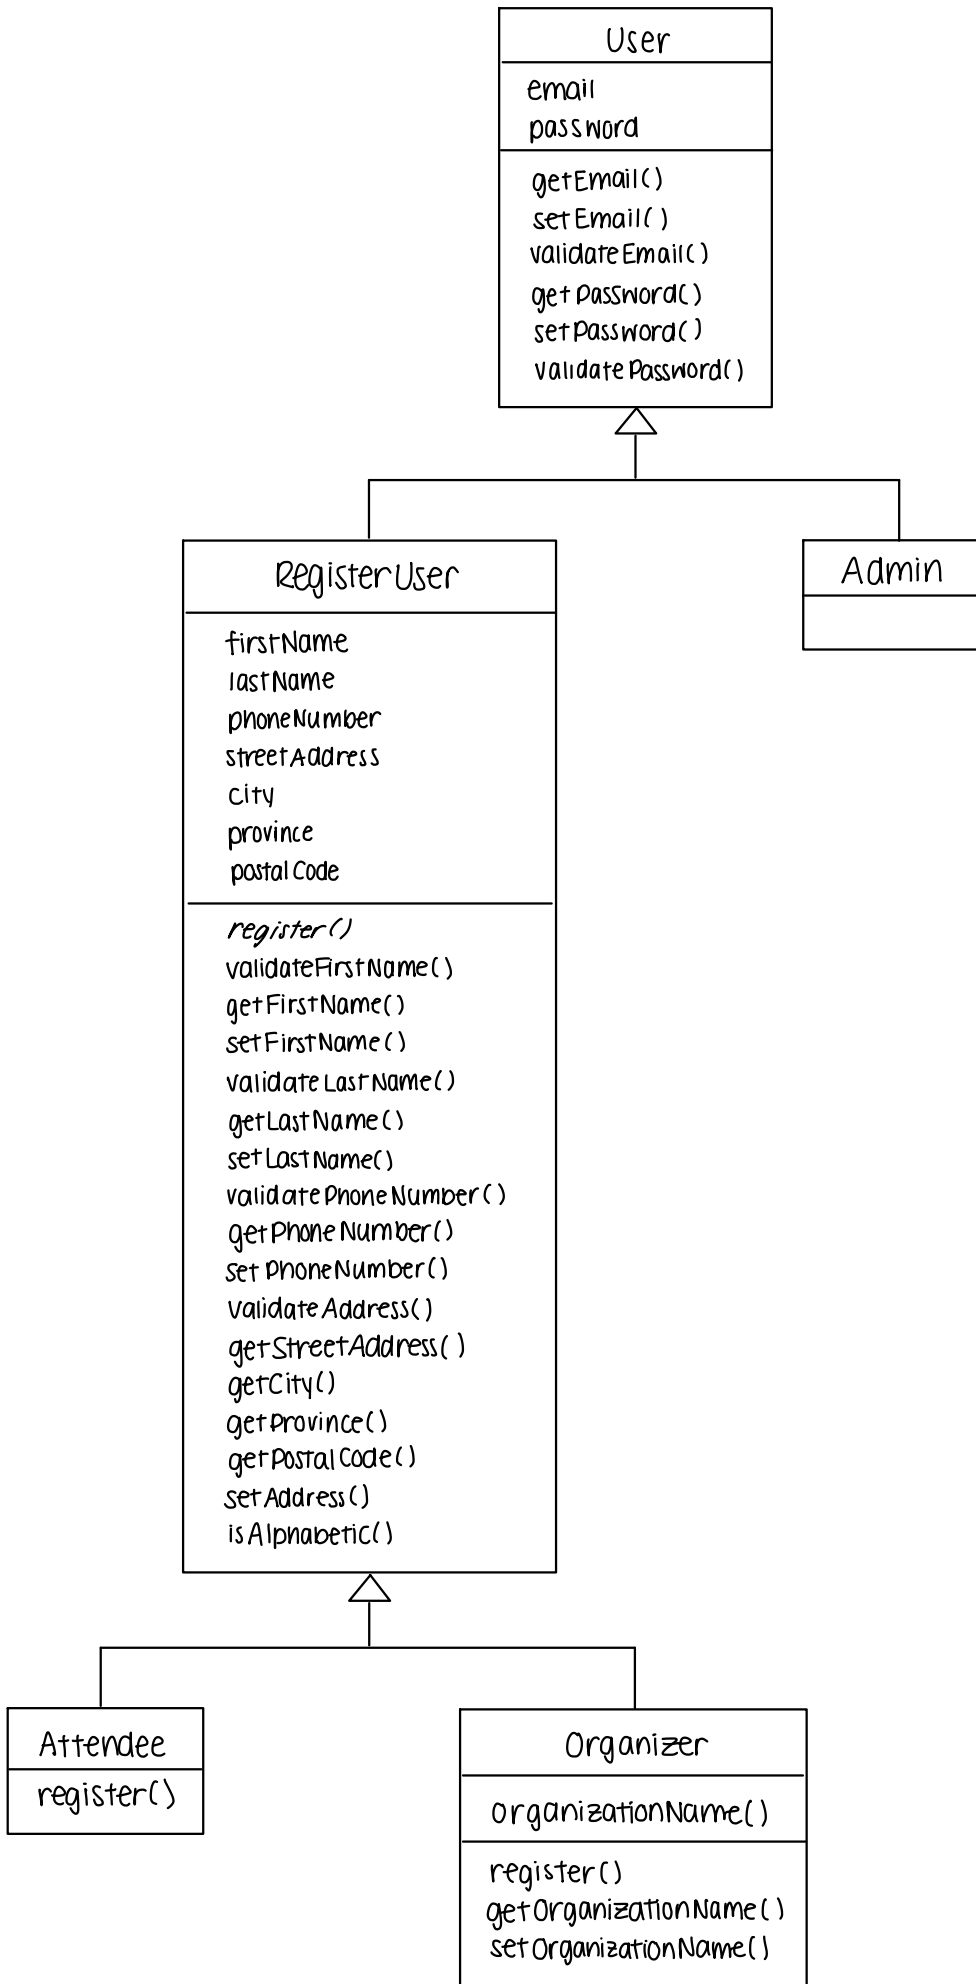 User
email
password
getEmail()
setEmail()
validateEmail()
getPassword()
setPassword()
validatePassword()
RegisterUser
Admin
firstName
lastName
phoneNumber
streetAddress
city
province
postalCode
register()
validateFirstName()
getFirstName()
setFirstName()
validateLastName()
getLastName()
setLastName()
validatePhoneNumber()
getPhoneNumber()
setPhoneNumber()
validateAddress()
getStreetAddress()
getCity()
getProvince()
getPostalCode()
setAddress()
isAlphabetic()
Attendee
register()
Organizer
organizationName()
register()
getOrganizationName()
setOrganizationName()